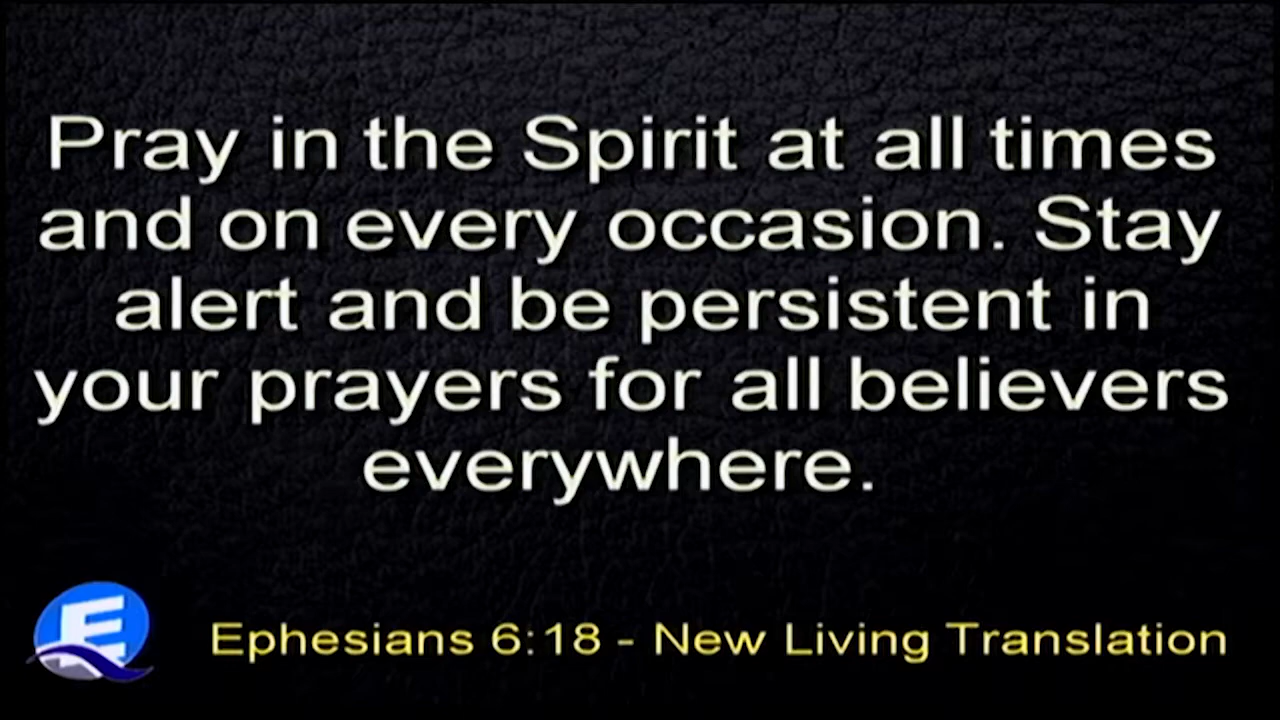 Pray in the Spirit at all times
and on every occasion. Stay
alert and be persistent in
your prayers for all believers
everywhere.
E
Ephesians 6:18 - New Living Translation